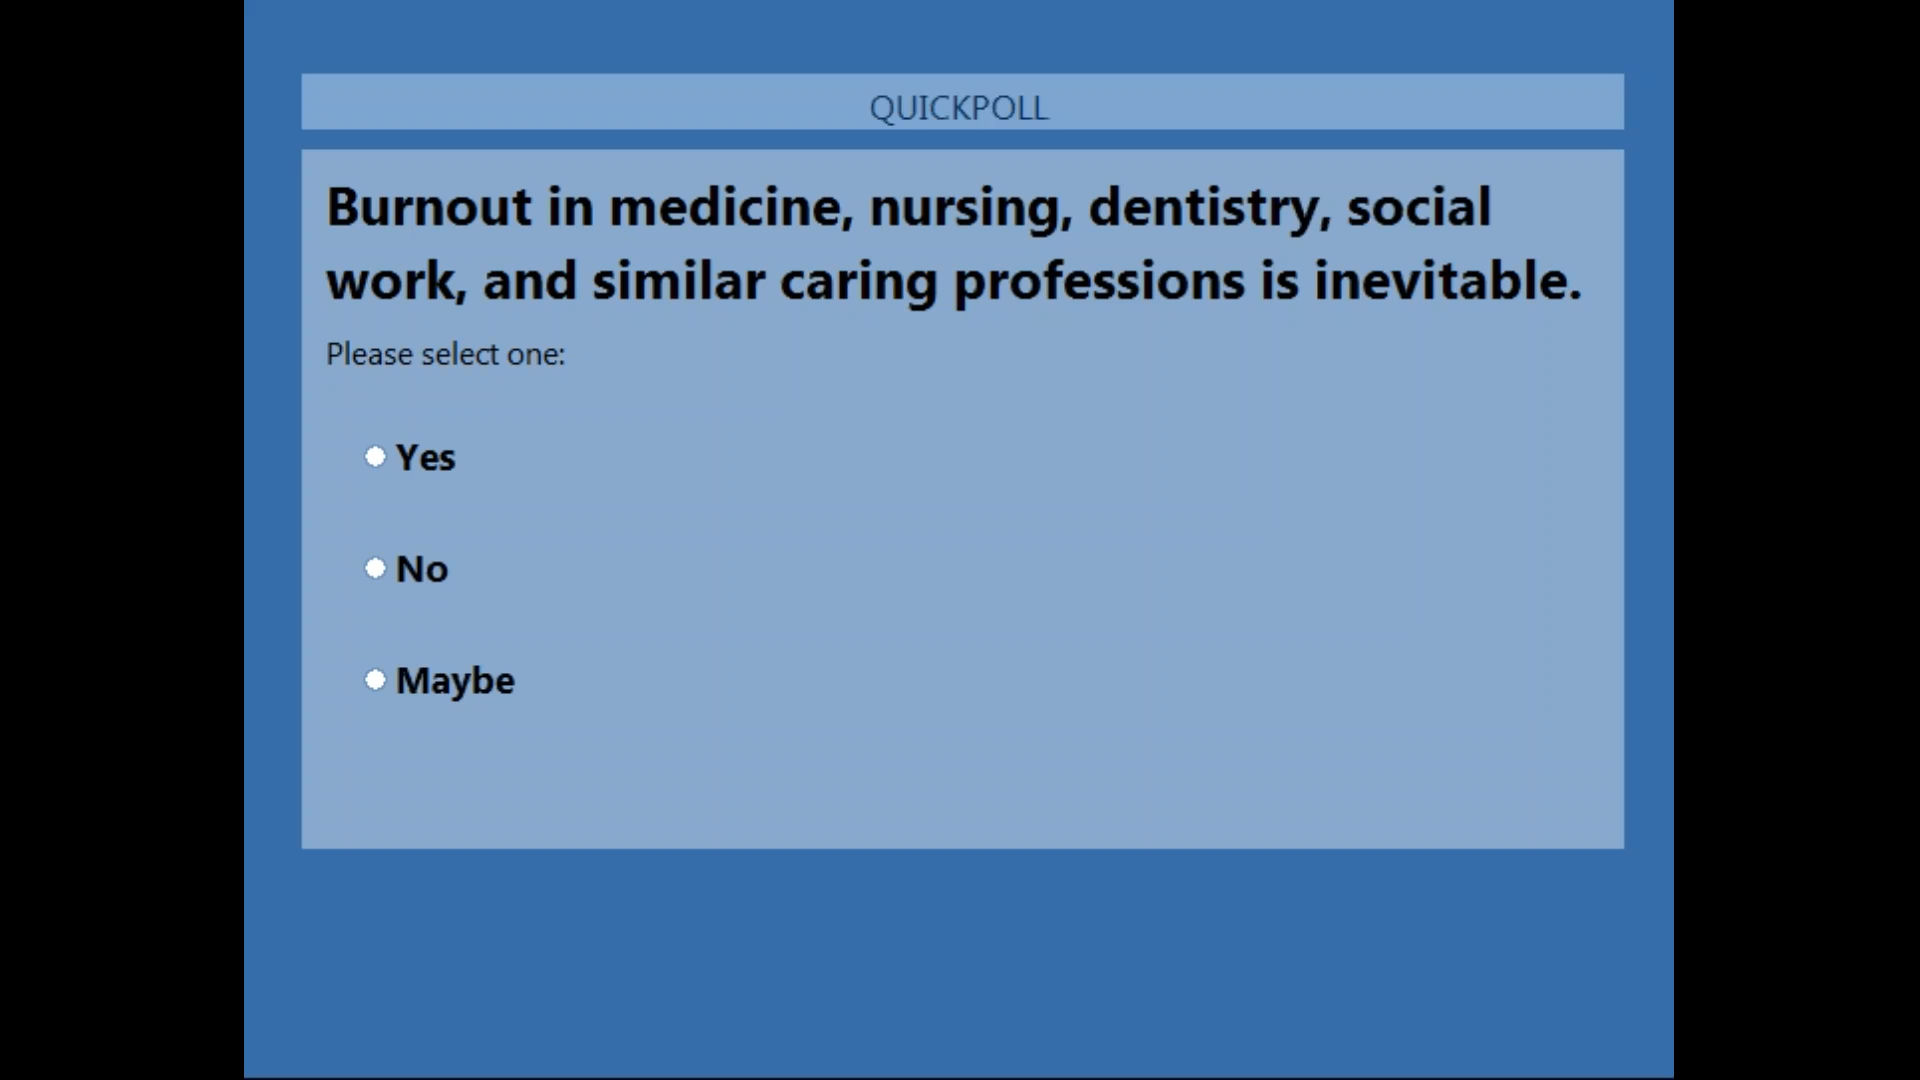 QUICKPOLL
Burnout in medicine, nursing, dentistry, social
work, and similar caring professions is inevitable.
Please select one:
Yes
No
Maybe